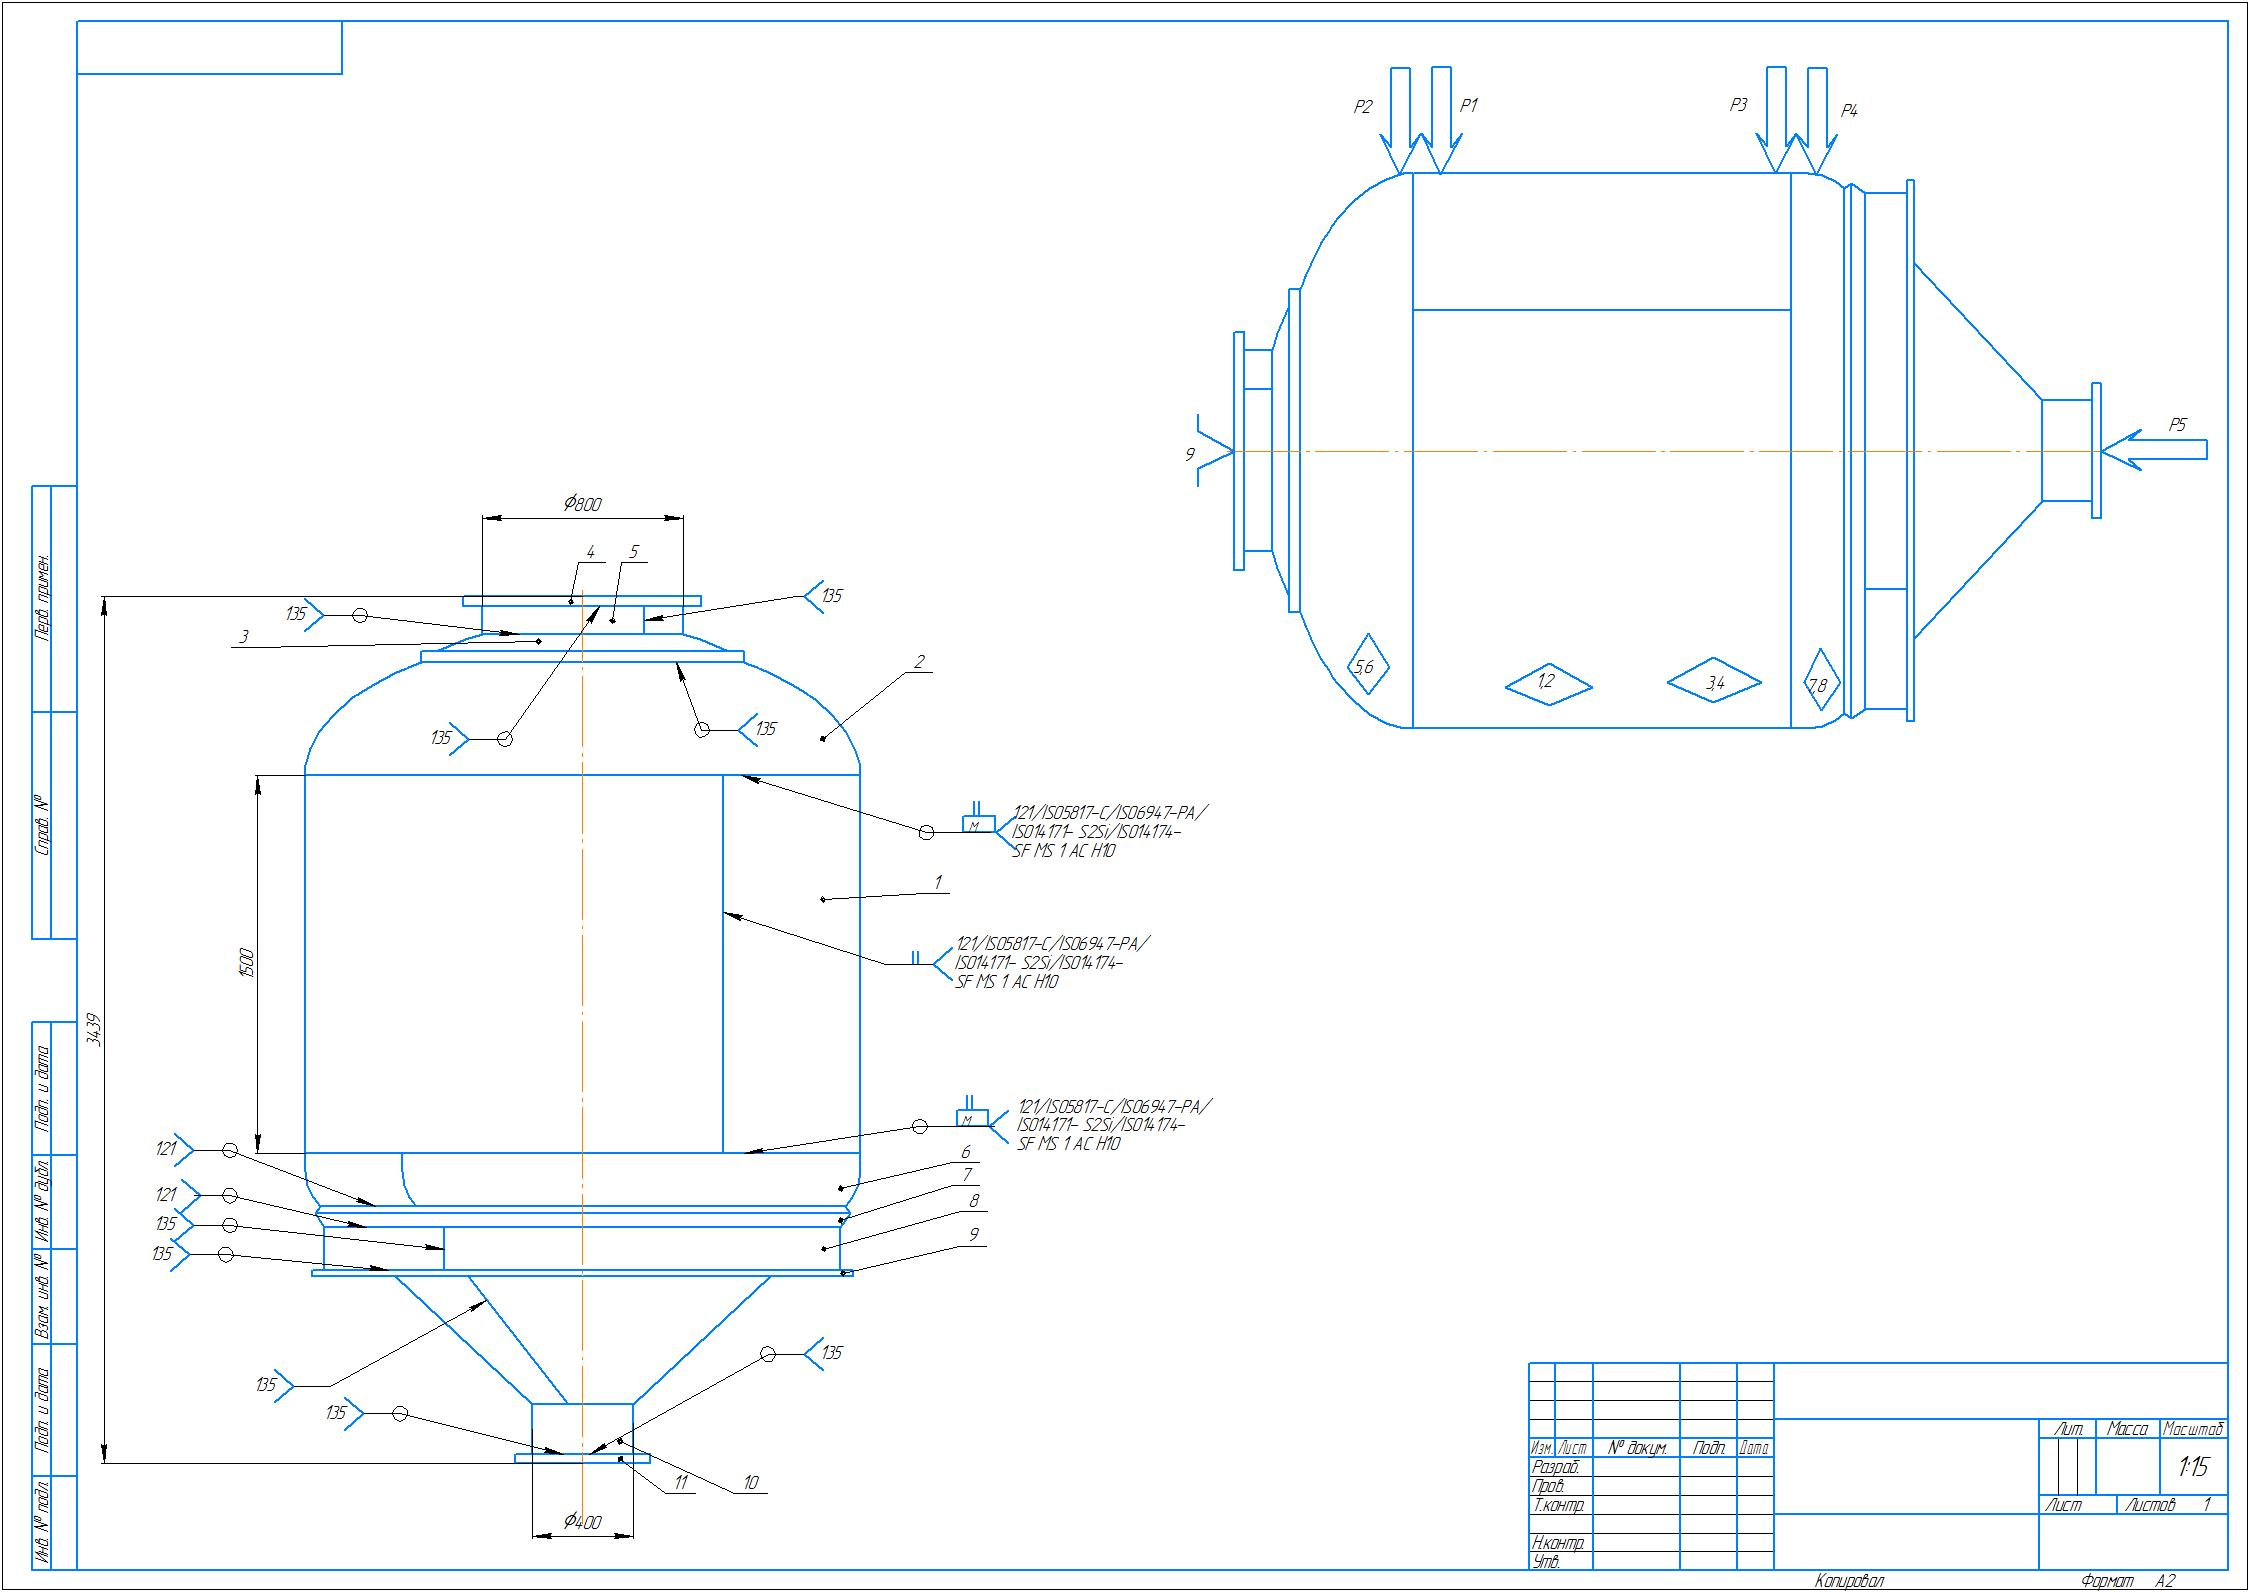 P2
P1
P3
P4
9
P5
5,6
1,2
3,4
7,8
Ф800
4
5
135
135
3
2
135
135
M
121/ISO5817-C/ISO6947-PA/
ISO14171- S2Si/ISO14174-
SF MS 1 AC H10
1
121/ISO5817-C/ISO6947-PA/
ISO14171- S2Si/ISO14174-
SF MS 1 AC H10
1500
3439
M
121/ISO5817-C/ISO6947-PA/
ISO14171- S2Si/ISO14174-
SF MS 1 AC H10
121
6
7
121
8
135
9
135
135
135
135
11
10
Ф400
Перв. примен.
Справ. №
Подп. и дата
Инв. № дубл.
Взам. инв. №
Подп. и дата
Инв. № подл.
Изм. Лист № докум. Подп. Дата
Разраб.
Пров.
Т.контр.
Н.контр.
Утв.
Лит. Масса Масштаб
1:15
Лист Листов 1
Копировал Формат A2